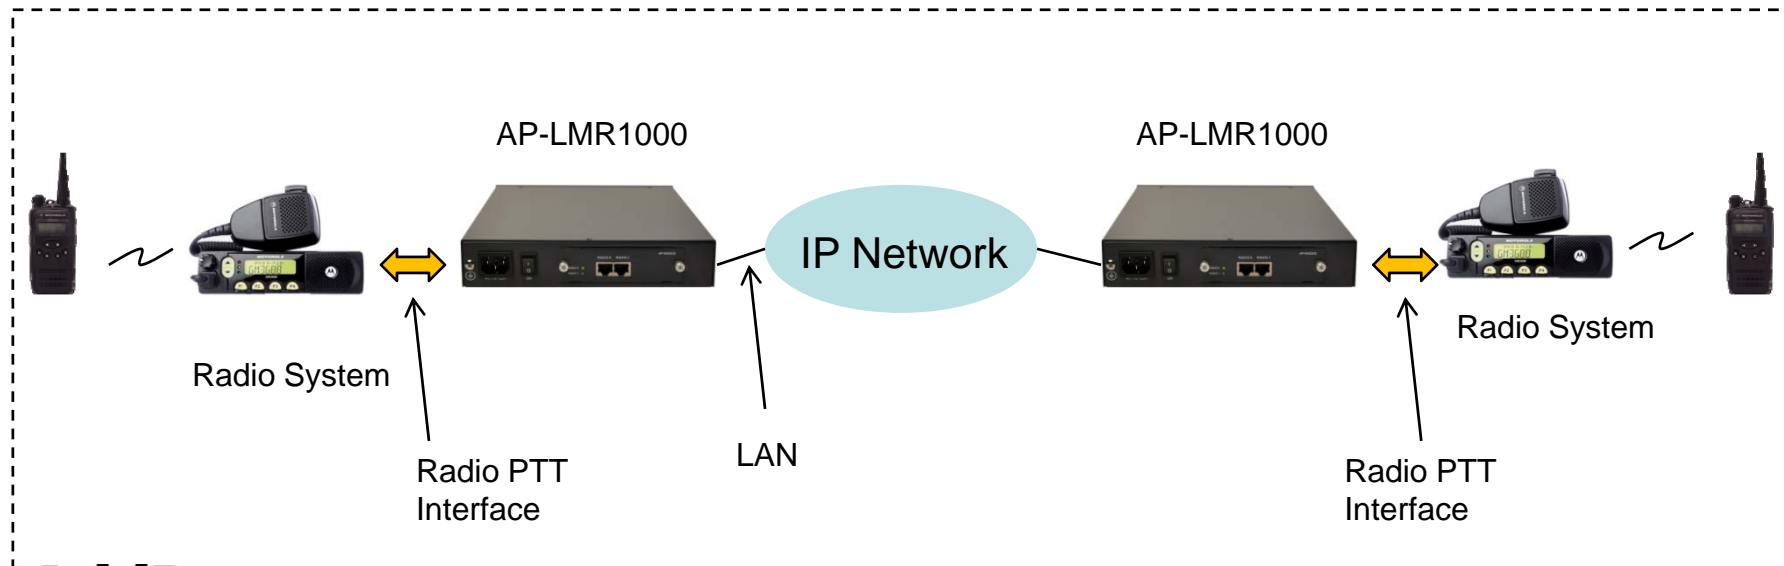 AP-LMR1000
AP-LMR1000
IP Network
Radio System
Radio System
LAN
Radio PTT
Interface
Radio PTT
Interface